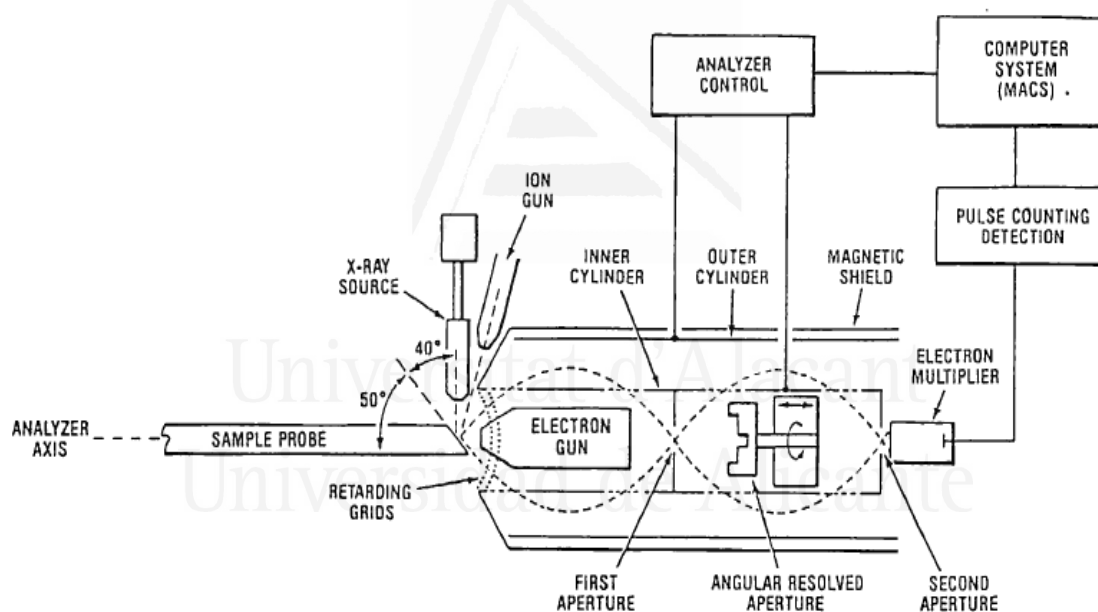 ANALYZER
CONTROL
COMPUTER
SYSTEM
(MACS)
ION
GUN
PULSE COUNTING
DETECTION
X-RAY
SOURCE
INNER
CYLINDER
OUTER
CYLINDER
MAGNETIC
SHIELD
40°
50°
ELECTRON
MULTIPLIER
ANALYZER
AXIS
SAMPLE PROBE
ELECTRON
GUN
RETARDING
GRIDS
FIRST
APERTURE
ANGULAR RESOLVED
APERTURE
SECOND
APERTURE
Universitat d'Alacant
Universidad de Alicante